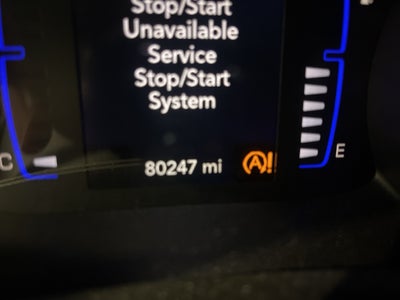 Stop/Start
Unavailable
Service
Stop/Start
System
C
80247 mi
A!
E